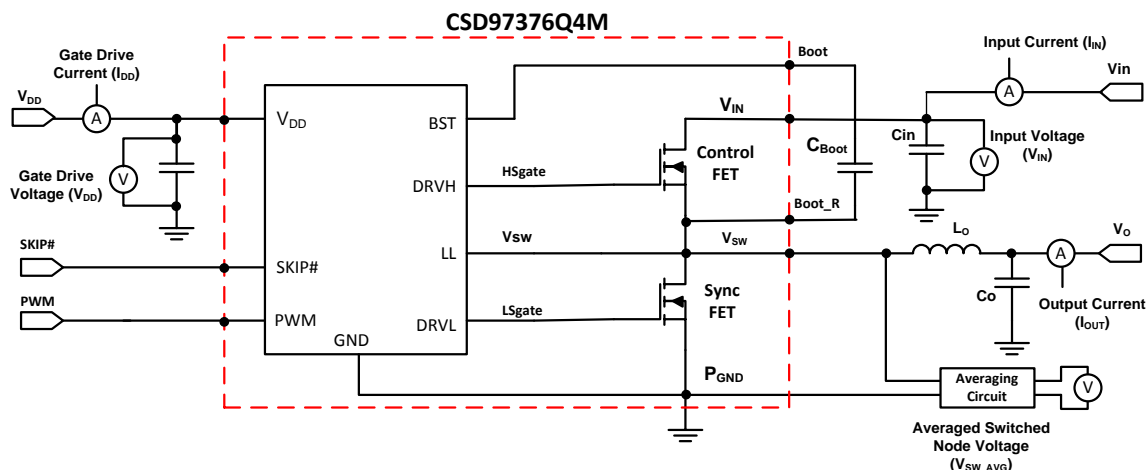 CSD97376Q4M
Gate Drive
Current (IDD)
VDD
A
V
Gate Drive
Voltage (VDD)
SKIP#
PWM
VDD
SKIP#
PWM
GND
BST
DRVH
LL
DRVL
HSgate
Vsw
LSgate
Control
FET
Sync
FET
Boot
VIN
CBoot
Boot_R
VSW
PGND
Input Current (IIN)
Vin
A
Cin
V
Input Voltage
(VIN)
LO
VO
A
Co
Output Current
(IOUT)
Averaging
Circuit
V
Averaged Switched
Node Voltage
(VSW_AVG)